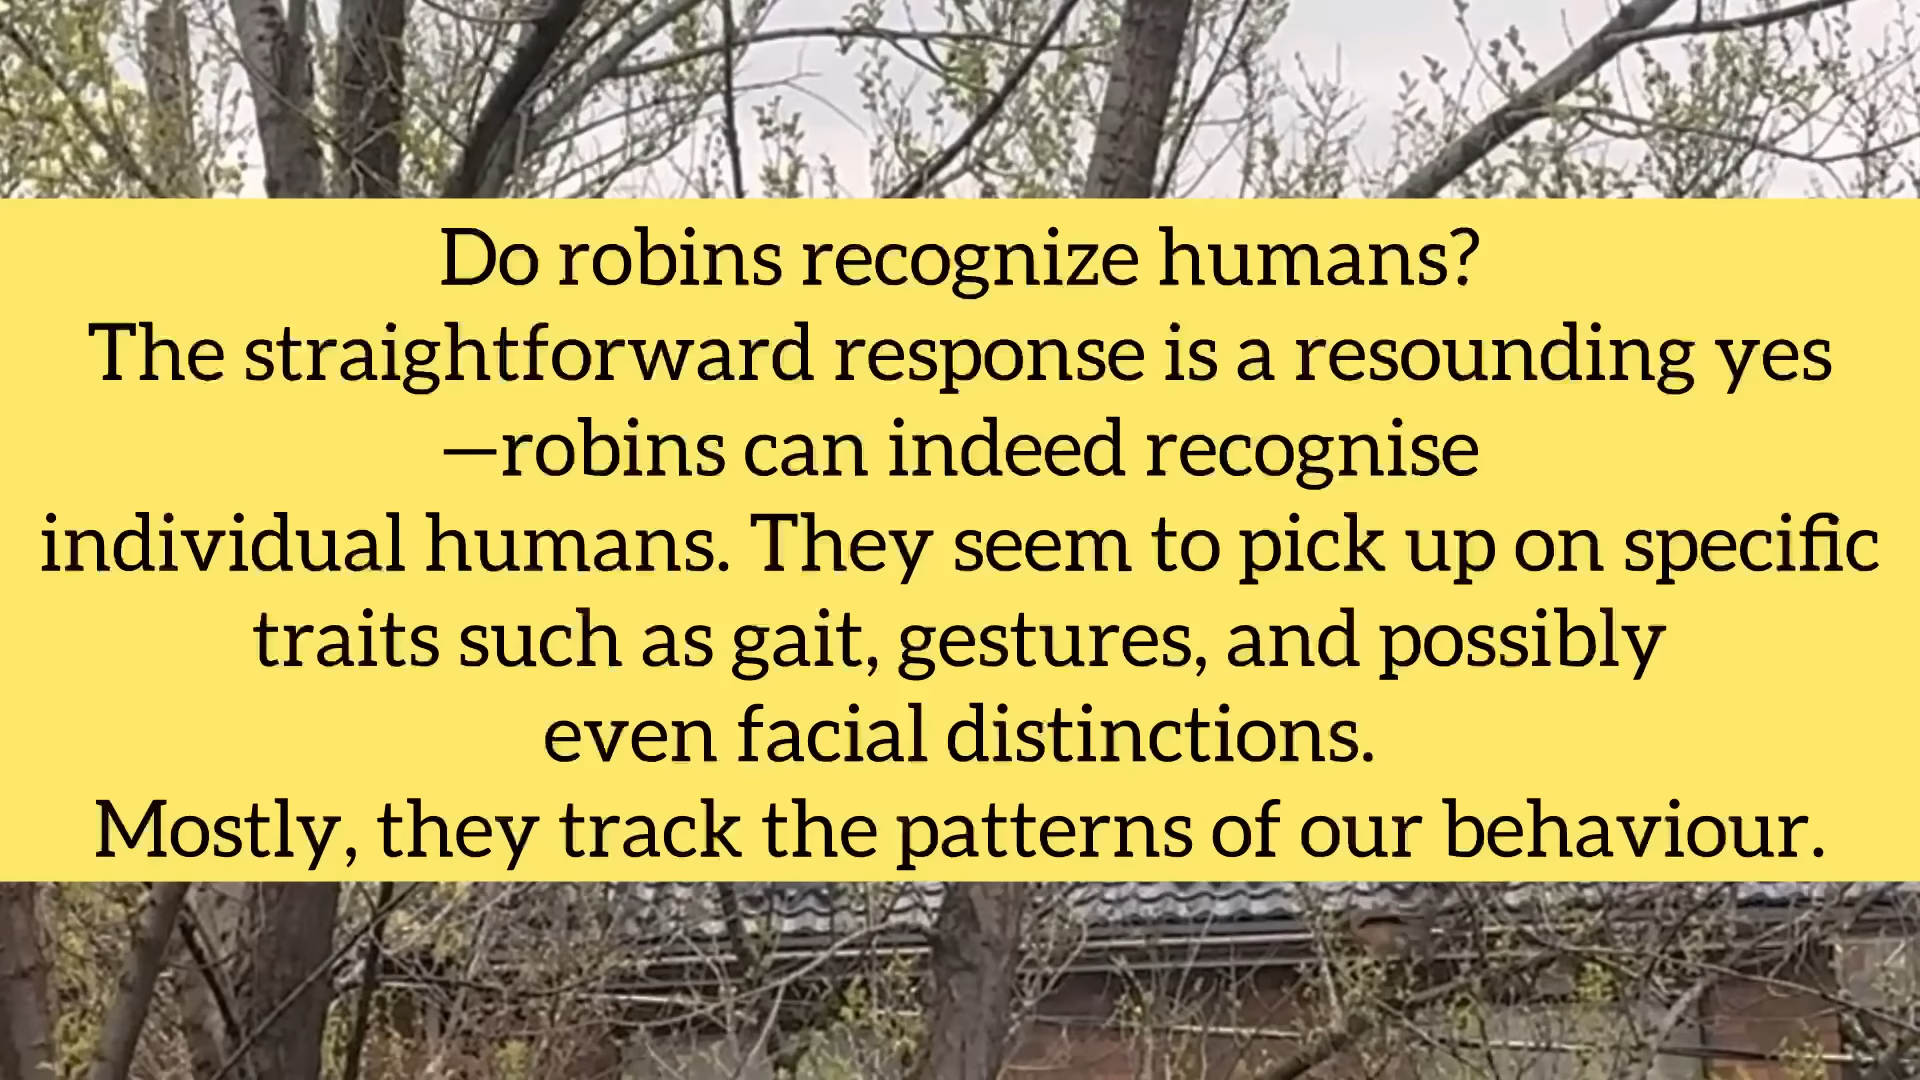 Do robins recognize humans?
The straightforward response is a resounding yes
—robins can indeed recognise
individual humans. They seem to pick up on specific
traits such as gait, gestures, and possibly
even facial distinctions.
Mostly, they track the patterns of our behaviour.